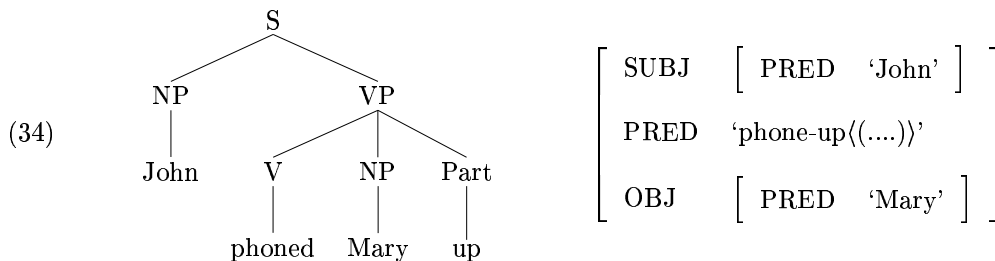 S
SUBJ [ PRED ‘John’ ]
NP VP
(34) PRED ‘phone-up⟨(....)⟩’
John V NP Part
OBJ [ PRED ‘Mary’ ]
phoned Mary up